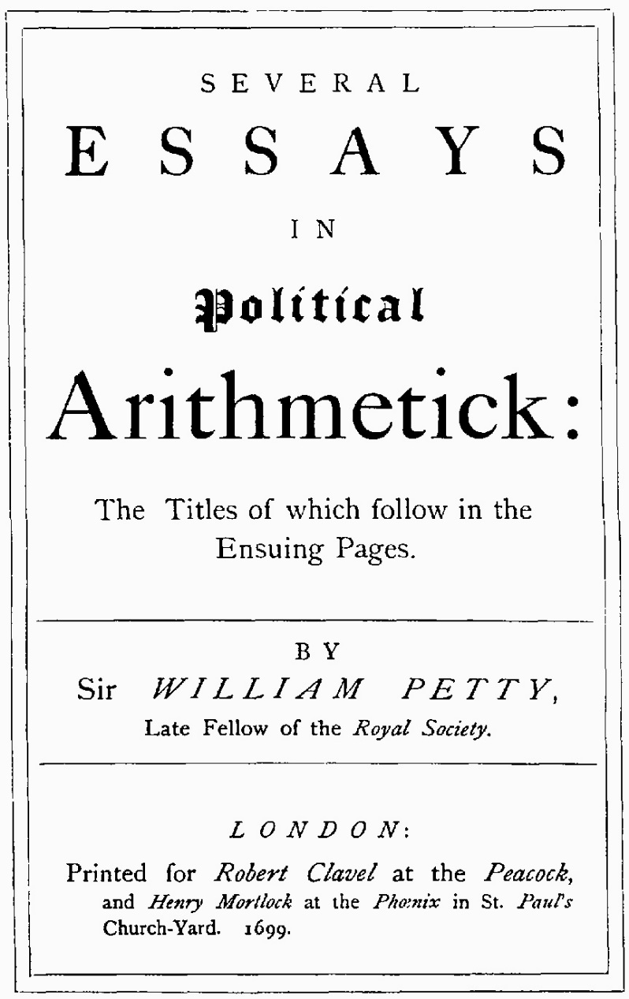 SEVERAL
ESSAYS
IN
Political
Arithmetick:
The Titles of which follow in the
Ensuing Pages.
BY
Sir WILLIAM PETTY,
Late Fellow of the Royal Society.
LONDON:
Printed for Robert Clavel at the Peacock,
and Henry Mortlock at the Phœnix in St. Paul's
Church-Yard. 1699.